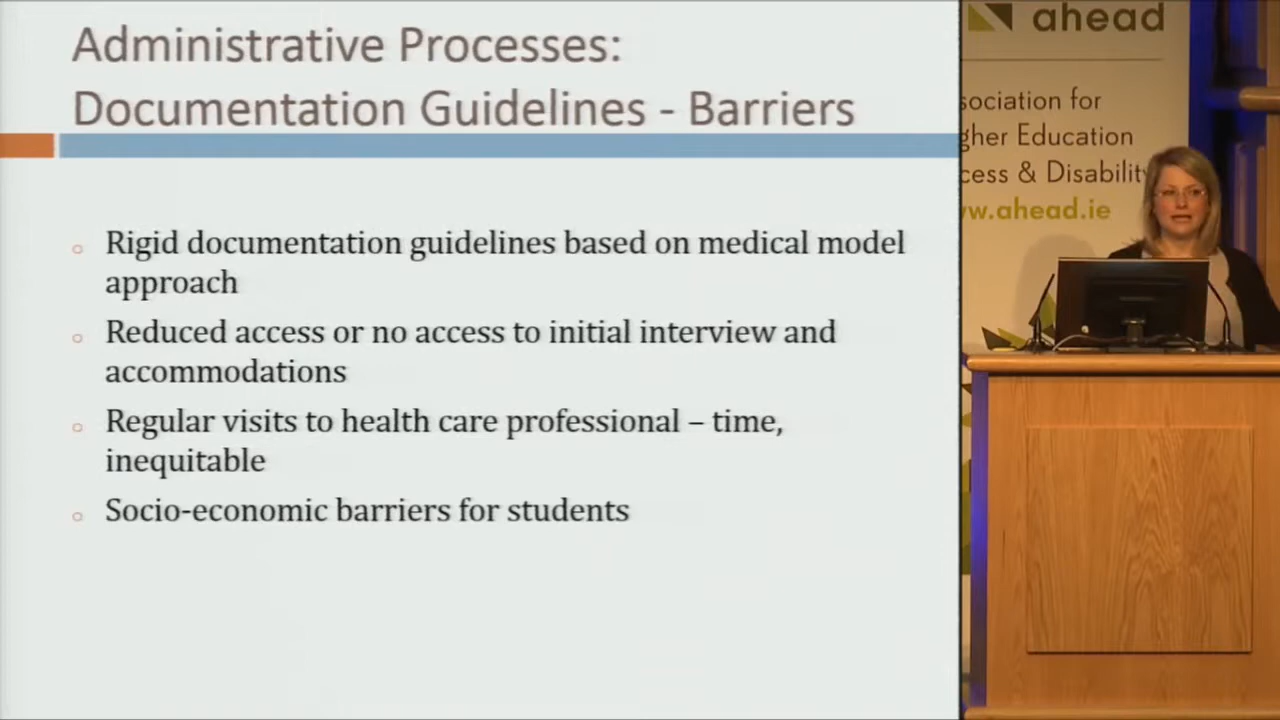 Administrative Processes:
Documentation Guidelines - Barriers
Rigid documentation guidelines based on medical model
approach
Reduced access or no access to initial interview and
accommodations
Regular visits to health care professional – time,
inequitable
Socio-economic barriers for students
ahead
sociation for
gher Education
cess & Disability
w.ahead.ie